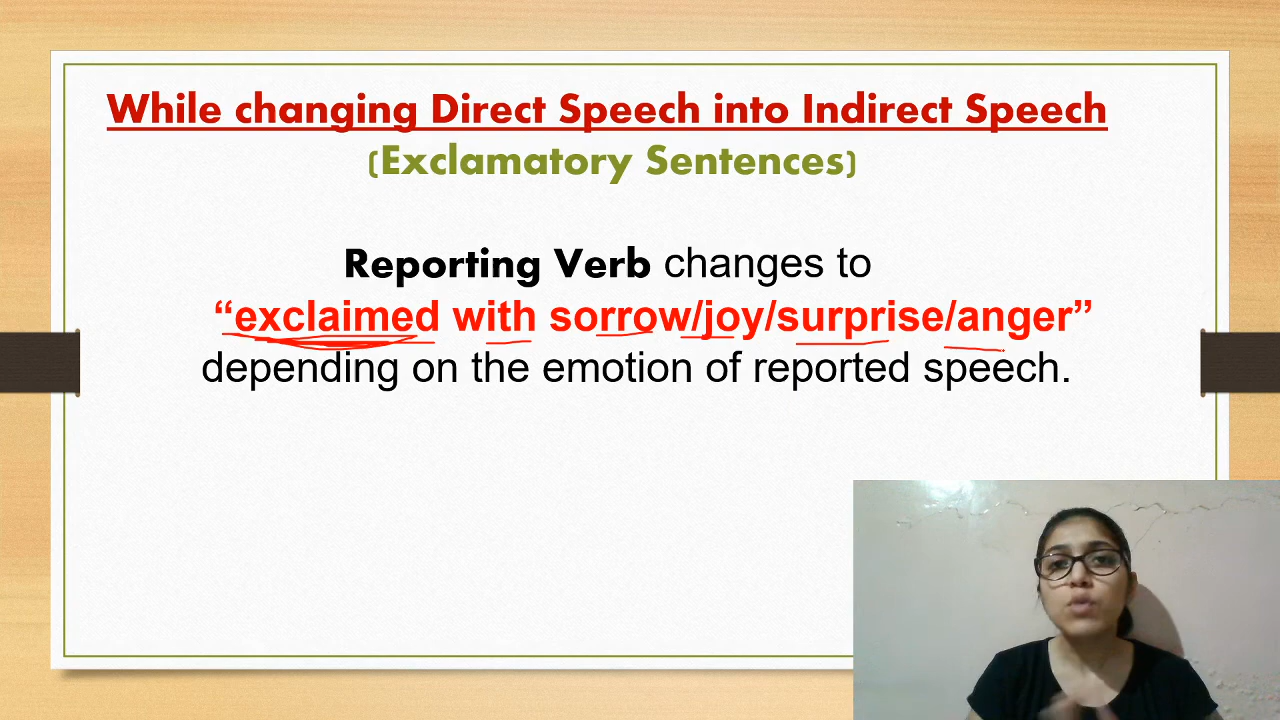 While changing Direct Speech into Indirect Speech
(Exclamatory Sentences)
Reporting Verb changes to
“exclaimed with sorrow/joy/surprise/anger”
depending on the emotion of reported speech.